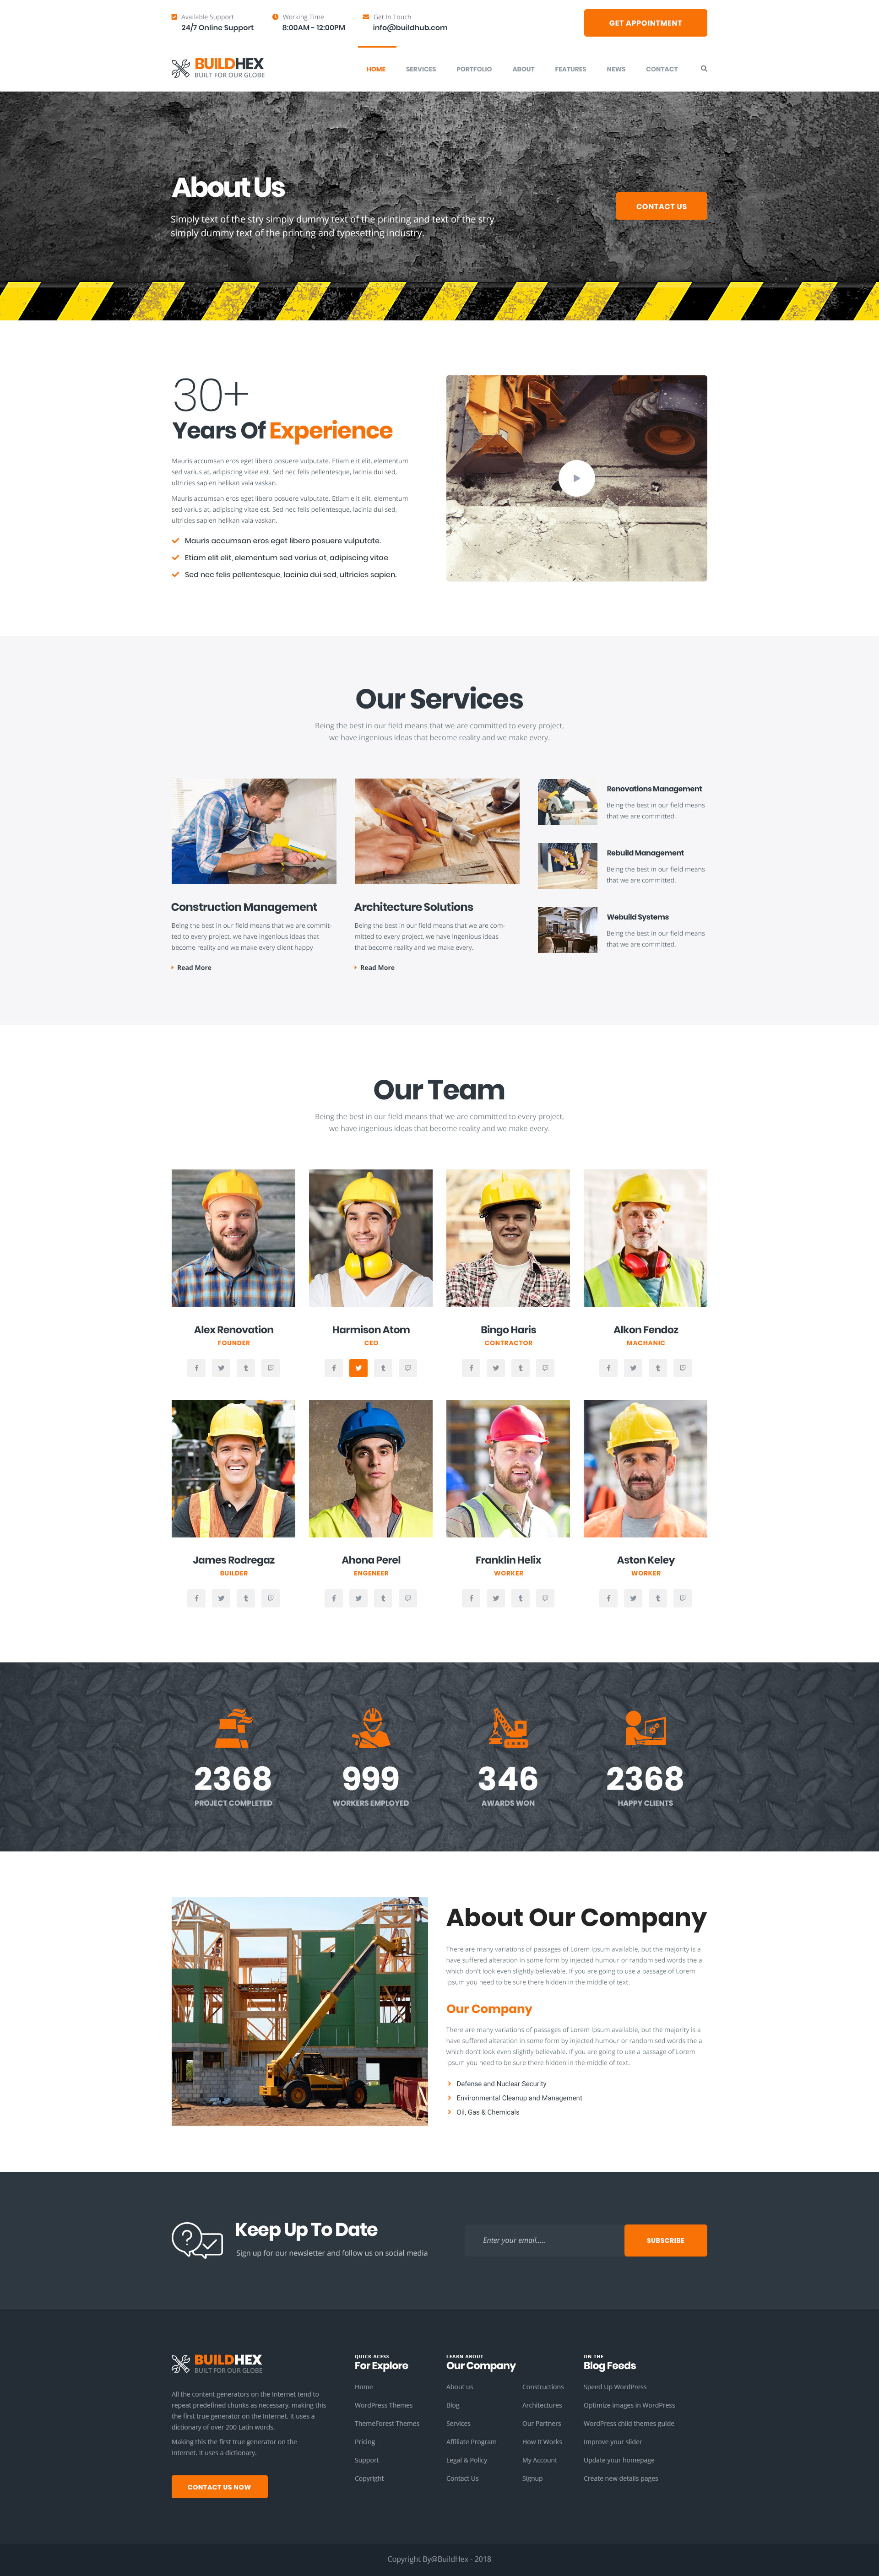 Available Support
24/7 Online Support
Working Time
8:00AM - 12:00PM
Get In Touch
info@buildhub.com
GET APPOINTMENT
BUILDHEX
BUILT FOR OUR GLOBE
HOME
SERVICES
PORTFOLIO
ABOUT
FEATURES
NEWS
CONTACT
About Us
Simply text of the stry simply dummy text of the printing and text of the stry
simply dummy text of the printing and typesetting industry.
CONTACT US
30+
Years Of Experience
Mauris accumsan eros eget libero posuere vulputate. Etiam elit elit, elementum
sed varius at, adipiscing vitae est. Sed nec felis pellentesque, lacinia dui sed,
ultricies sapien helikan vala vaskan.
Mauris accumsan eros eget libero posuere vulputate. Etiam elit elit, elementum
sed varius at, adipiscing vitae est. Sed nec felis pellentesque, lacinia dui sed,
ultricies sapien helikan vala vaskan.
Mauris accumsan eros eget libero posuere vulputate.
Etiam elit elit, elementum sed varius at, adipiscing vitae
Sed nec felis pellentesque, lacinia dui sed, ultricies sapien.
Our Services
Being the best in our field means that we are committed to every project,
we have ingenious ideas that become reality and we make every.
Construction Management
Being the best in our field means that we are commit-
ted to every project, we have ingenious ideas that
become reality and we make every client happy
Read More
Architecture Solutions
Being the best in our field means that we are com-
mitted to every project, we have ingenious ideas
that become reality and we make every.
Read More
Renovations Management
Being the best in our field means
that we are committed.
Rebuild Management
Being the best in our field means
that we are committed.
Webuild Systems
Being the best in our field means
that we are committed.
Our Team
Being the best in our field means that we are committed to every project,
we have ingenious ideas that become reality and we make every.
Alex Renovation
FOUNDER
Harmison Atom
CEO
Bingo Haris
CONTRACTOR
Alkon Fendoz
MACHANIC
James Rodregaz
BUILDER
Ahona Perel
ENGENEER
Franklin Helix
WORKER
Aston Keley
WORKER
2368
PROJECT COMPLETED
999
WORKERS EMPLOYED
346
AWARDS WON
2368
HAPPY CLIENTS
About Our Company
There are many variations of passages of Lorem Ipsum available, but the majority is a
have suffered alteration in some form by injected humour or randomised words the a
which don't look even slightly believable. If you are going to use a passage of Lorem
Ipsum you need to be sure there hidden in the middle of text.
Our Company
There are many variations of passages of Lorem Ipsum available, but the majority is a
have suffered alteration in some form by injected humour or randomised words the a
which don't look even slightly believable. If you are going to use a passage of Lorem
Ipsum you need to be sure there hidden in the middle of text.
Defense and Nuclear Security
Environmental Cleanup and Management
Oil, Gas & Chemicals
Keep Up To Date
Sign up for our newsletter and follow us on social media
Enter your email.....
SUBSCRIBE
BUILDHEX
BUILT FOR OUR GLOBE
All the content generators on the Internet tend to
repeat predefined chunks as necessary, making this
the first true generator on the Internet. It uses a
dictionary of over 200 Latin words.
Making this the first true generator on the
Internet. It uses a dictionary.
CONTACT US NOW
QUICK ACESS
For Explore
Home
WordPress Themes
ThemeForest Themes
Pricing
Support
Copyright
LEARN ABOUT
Our Company
About us
Blog
Services
Affiliate Program
Legal & Policy
Contact Us
Constructions
Architectures
Our Partners
How It Works
My Account
Signup
ON THE
Blog Feeds
Speed Up WordPress
Optimize Images in WordPress
WordPress child themes guide
Improve your slider
Update your homepage
Create new details pages
Copyright By@BuildHex - 2018